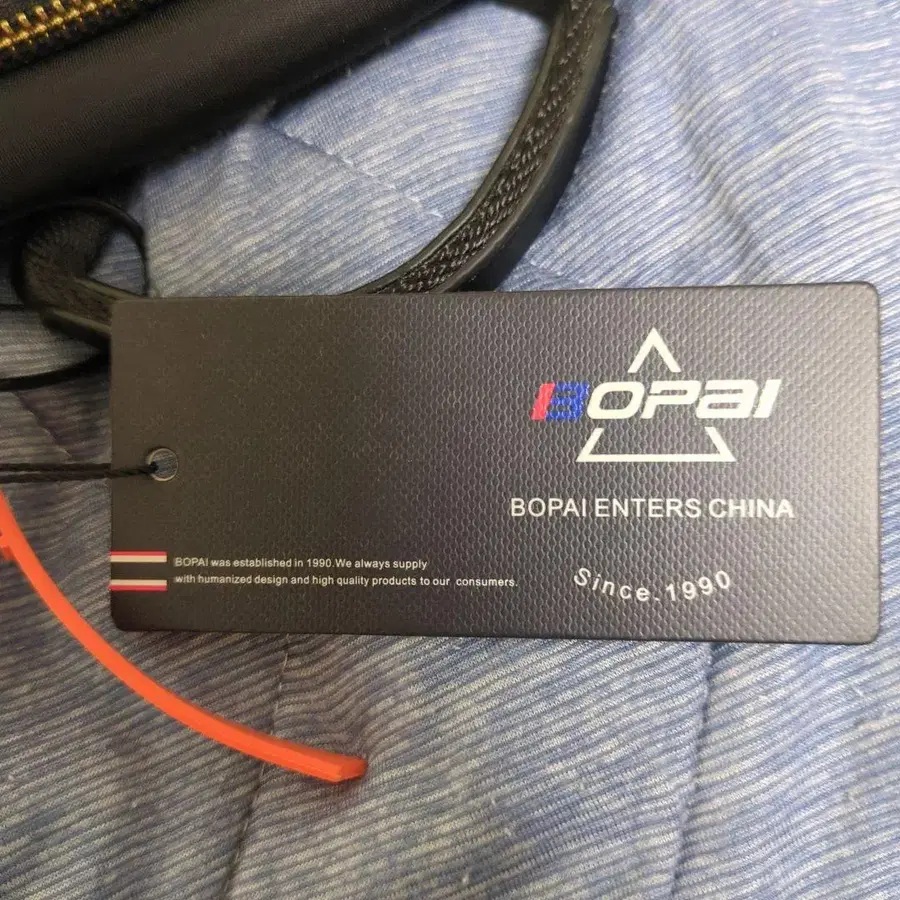 BOPAI
BOPAI ENTERS CHINA
Since.1990
BOPAI was established in 1990.We always supply
with humanized design and high quality products to our consumers.